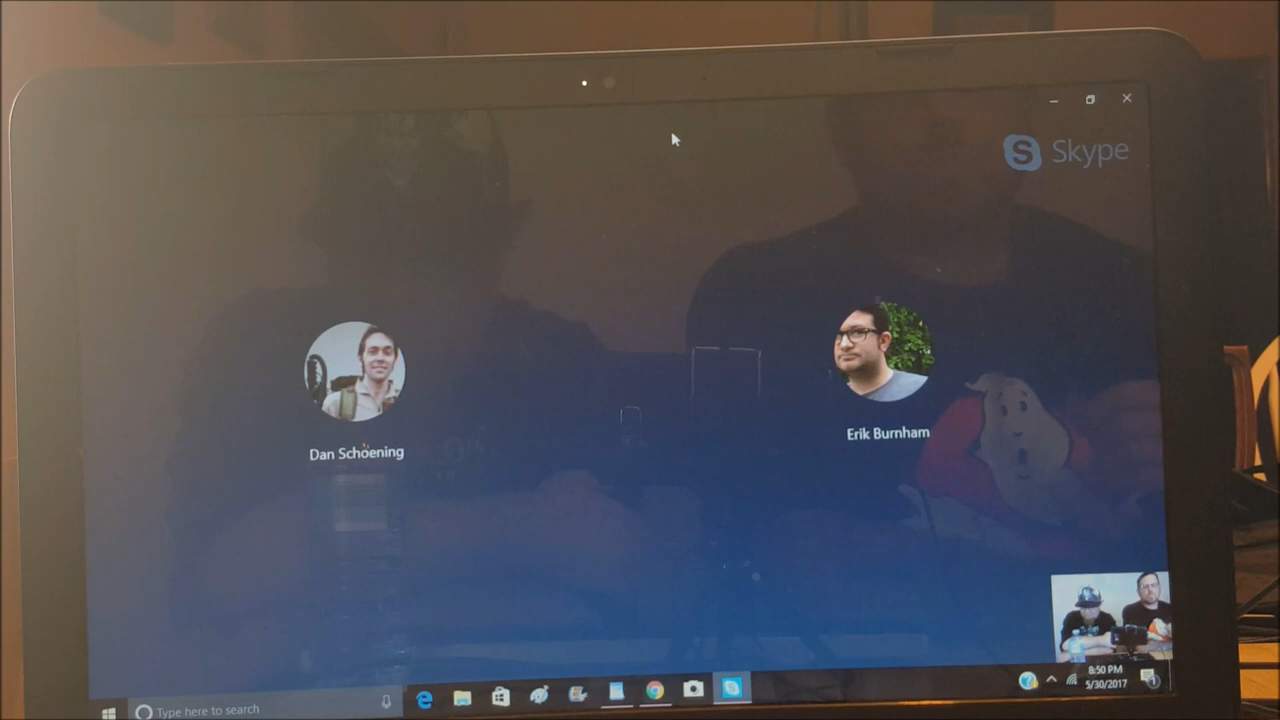 Skype
Dan Schoening
Erik Burnham
8:50 PM
5/30/2017
Type here to search